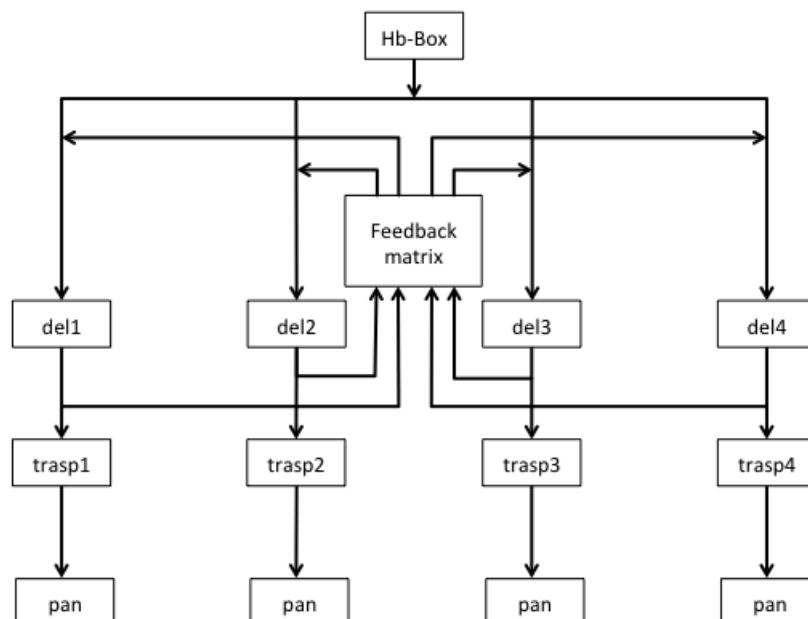 Hb-Box
Feedback
matrix
del1
del2
del3
del4
trasp1
trasp2
trasp3
trasp4
pan
pan
pan
pan